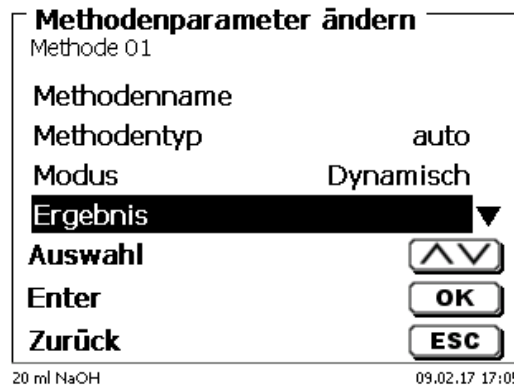 Methodenparameter ändern
Methode 01
Methodenname
Methodentyp auto
Modus Dynamisch
Ergebnis
Auswahl
Enter OK
Zurück ESC
20 ml NaOH 09.02.17 17:05